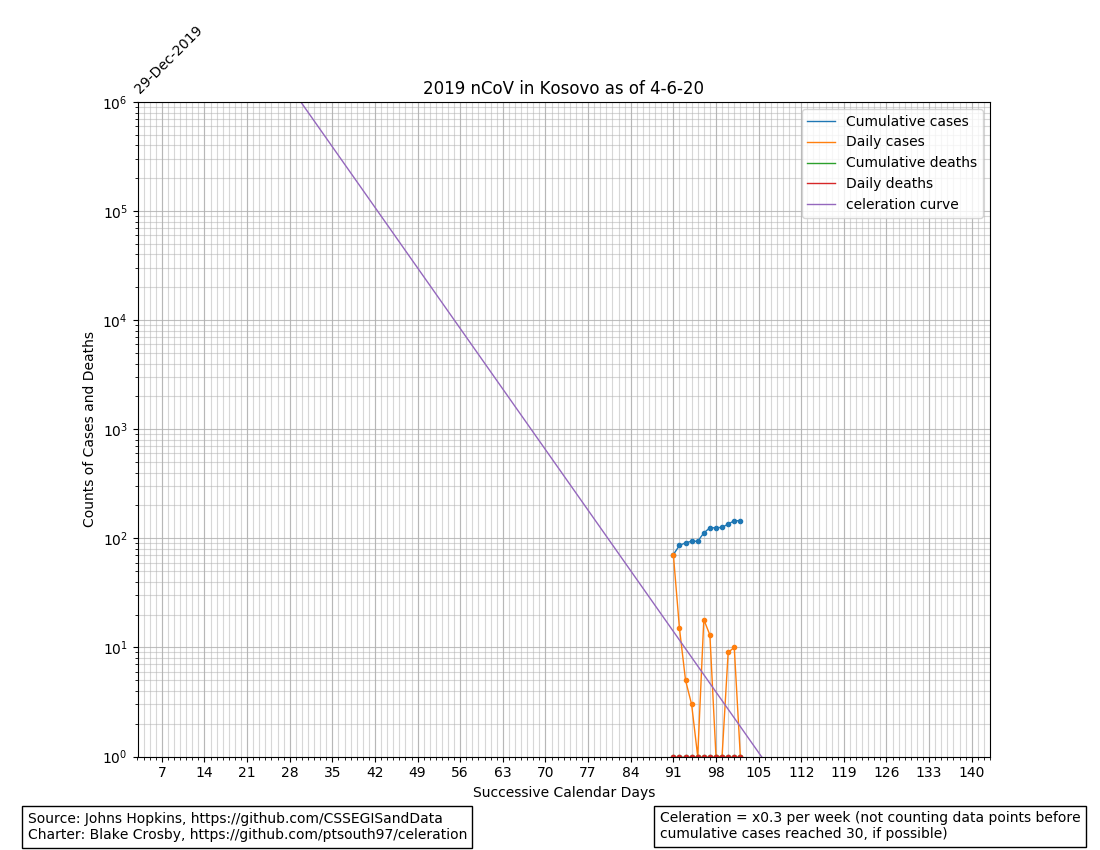 29-Dec-2019
2019 nCoV in Kosovo as of 4-6-20
Cumulative cases
Daily cases
Cumulative deaths
Daily deaths
celeration curve
10^6
10^5
10^4
10^3
10^2
10^1
10^0
Counts of Cases and Deaths
7 14 21 28 35 42 49 56 63 70 77 84 91 98 105 112 119 126 133 140
Successive Calendar Days
Source: Johns Hopkins, https://github.com/CSSEGISandData
Charter: Blake Crosby, https://github.com/ptsouth97/celeration
Celeration = x0.3 per week (not counting data points before
cumulative cases reached 30, if possible)